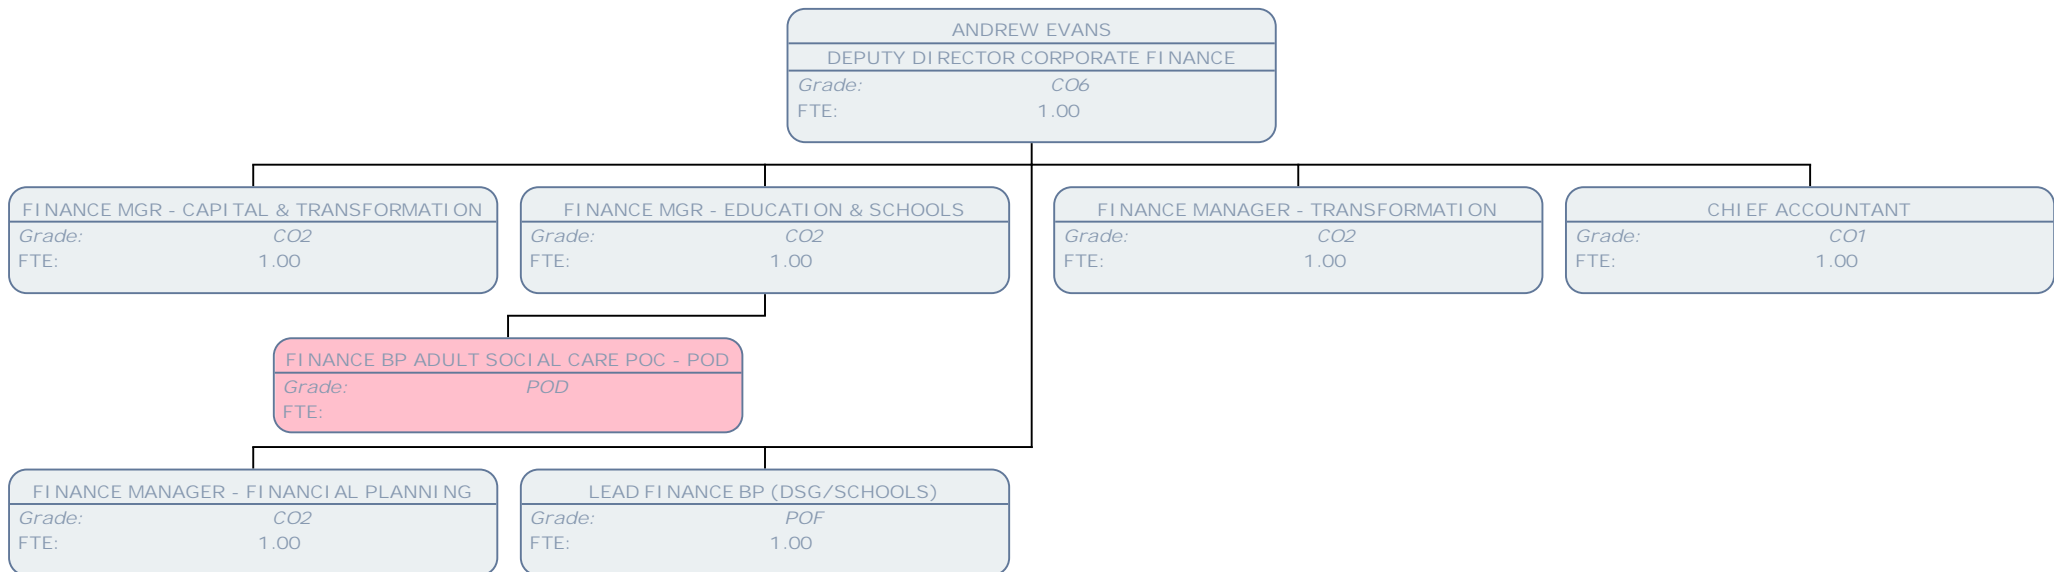 ANDREW EVANS
DEPUTY DIRECTOR CORPORATE FINANCE
Grade: CO6
FTE: 1.00
FINANCE MGR - CAPITAL & TRANSFORMATION
Grade: CO2
FTE: 1.00
FINANCE MGR - EDUCATION & SCHOOLS
Grade: CO2
FTE: 1.00
FINANCE MANAGER - TRANSFORMATION
Grade: CO2
FTE: 1.00
CHIEF ACCOUNTANT
Grade: CO1
FTE: 1.00
FINANCE BP ADULT SOCIAL CARE POC - POD
Grade: POD
FTE:
FINANCE MANAGER - FINANCIAL PLANNING
Grade: CO2
FTE: 1.00
LEAD FINANCE BP (DSG/SCHOOLS)
Grade: POF
FTE: 1.00